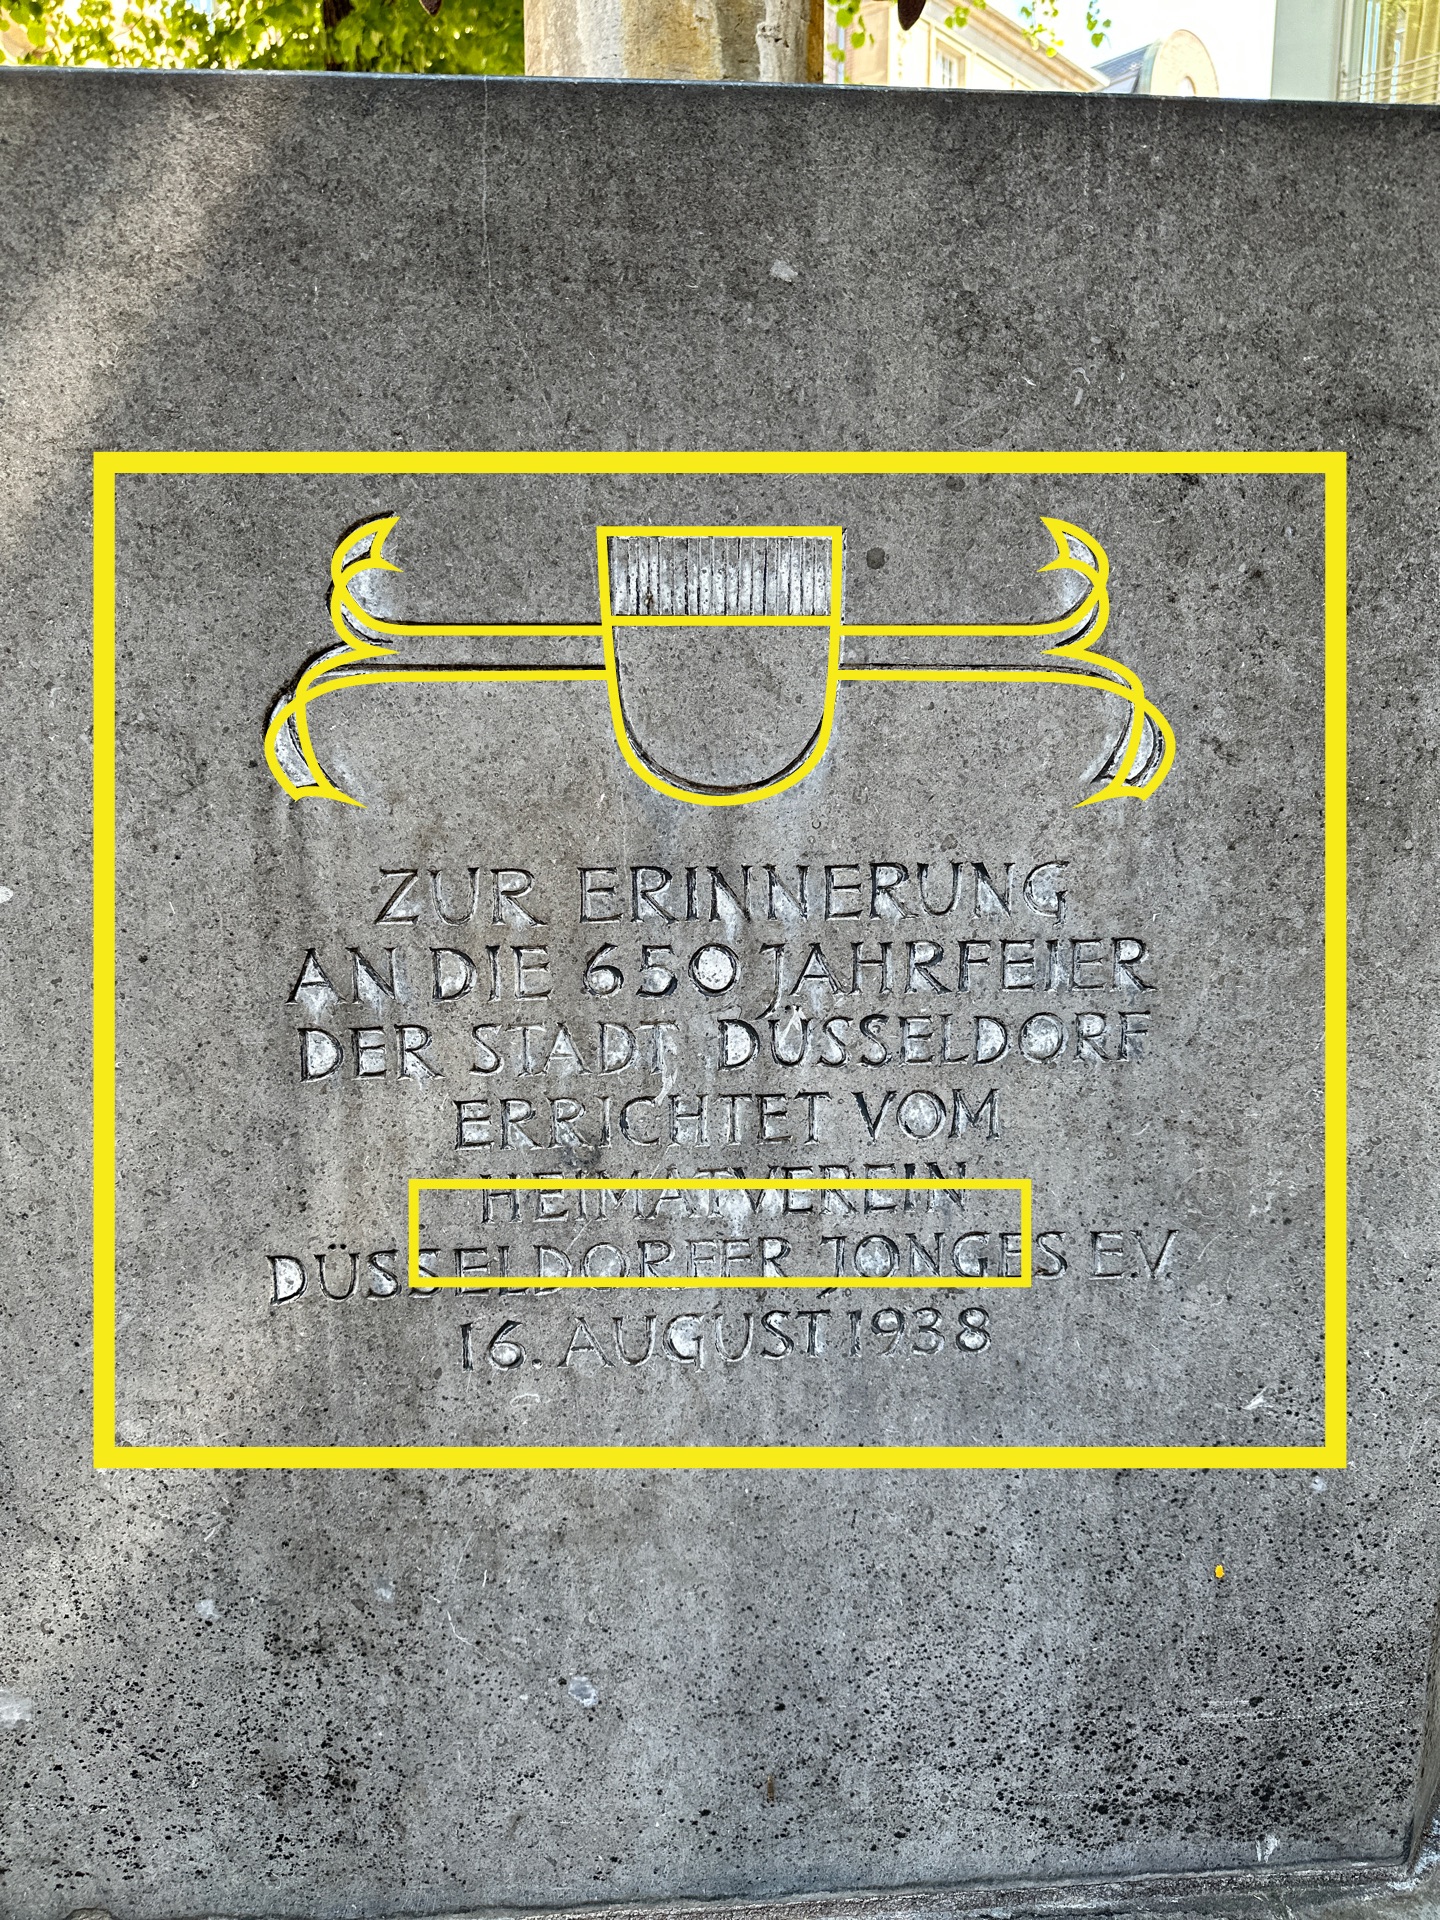 ZUR ERINNERUNG
AN DIE 650 JAHRFEIER
DER STADT DÜSSELDORF
ERRICHTET VOM
HEIMATVEREIN
DÜSSELDORFER JONGES E.V.
16. AUGUST 1938